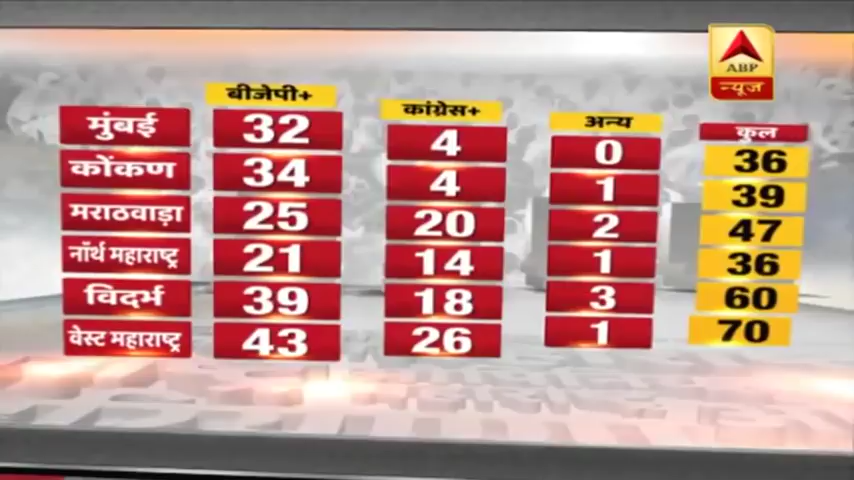 ABP
न्यूज़
बीजेपी+ कांग्रेस+ अन्य कुल
मुंबई 32 4 0 36
कोंकण 34 4 1 39
मराठवाड़ा 25 20 2 47
नॉर्थ महाराष्ट्र 21 14 1 36
विदर्भ 39 18 3 60
वेस्ट महाराष्ट्र 43 26 1 70